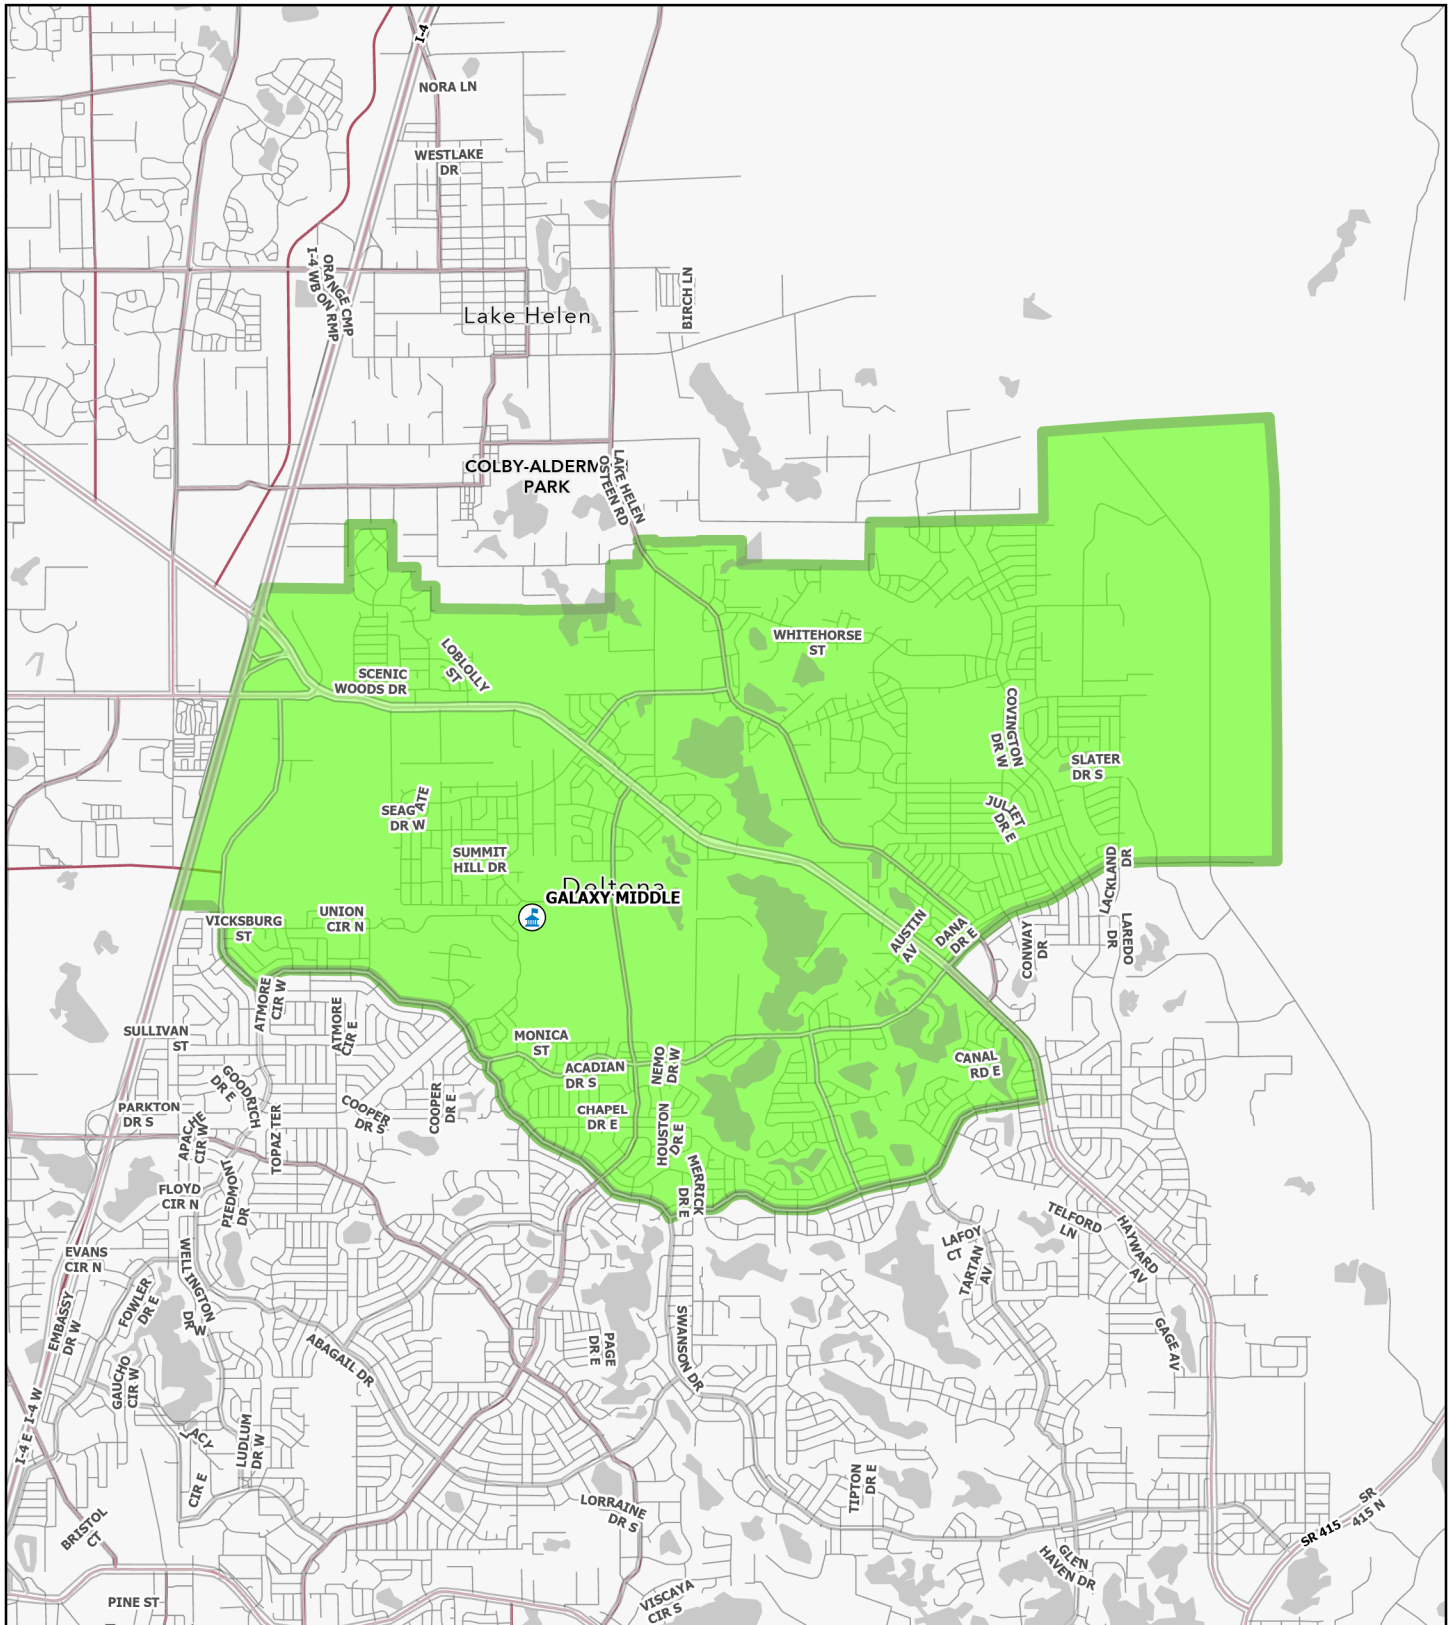 I-4
NORA LN
WESTLAKE
DR
ORANGE CMP
I-4 WB ON RMP
Lake Helen
BIRCH LN
COLBY-ALDERM
PARK
LAKE HELEN
OSTEEN RD
WHITEHORSE
ST
LOBLOLLY
ST
SCENIC
WOODS DR
COVINGTON
DR W
SLATER
DR S
SEAGATE
DR W
JULIET
DR E
SUMMIT
HILL DR
Deltona
GALAXY MIDDLE
LACKLAND
DR
VICKSBURG
ST
UNION
CIR N
AUSTIN
AV
DANA
DR E
CONWAY
DR
LAREDO
DR
ATMORE
CIR W
ATMORE
CIR E
SULLIVAN
ST
MONICA
ST
ACADIAN
DR S
NEMO
DR W
CANAL
RD E
GOODRICH
DR E
PARKTON
DR S
COOPER
DR S
COOPER
DR E
CHAPEL
DR E
HOUSTON
DR E
APACHE
CIR W
TOPAZ TER
MERRICK
DR E
FLOYD
CIR N
PIEDMONT
DR
TELFORD
LN
HAYWARD
AV
LAFOY
CT
TARTAN
AV
EVANS
CIR N
WELLINGTON
DR W
FOWLER
DR E
EMBASSY
DR W
ABAGAIL DR
PAGE
DR E
SWANSON DR
GAGE AV
GAUCHO
CIR W
I-4 E I-4 W
LACY
CIR E
LUDLUM
DR W
TIPTON
DR E
LORRAINE
DR S
SR
415 N
SR 415
BRISTOL
CT
GLEN
HAVEN DR
VISCAYA
CIR S
PINE ST